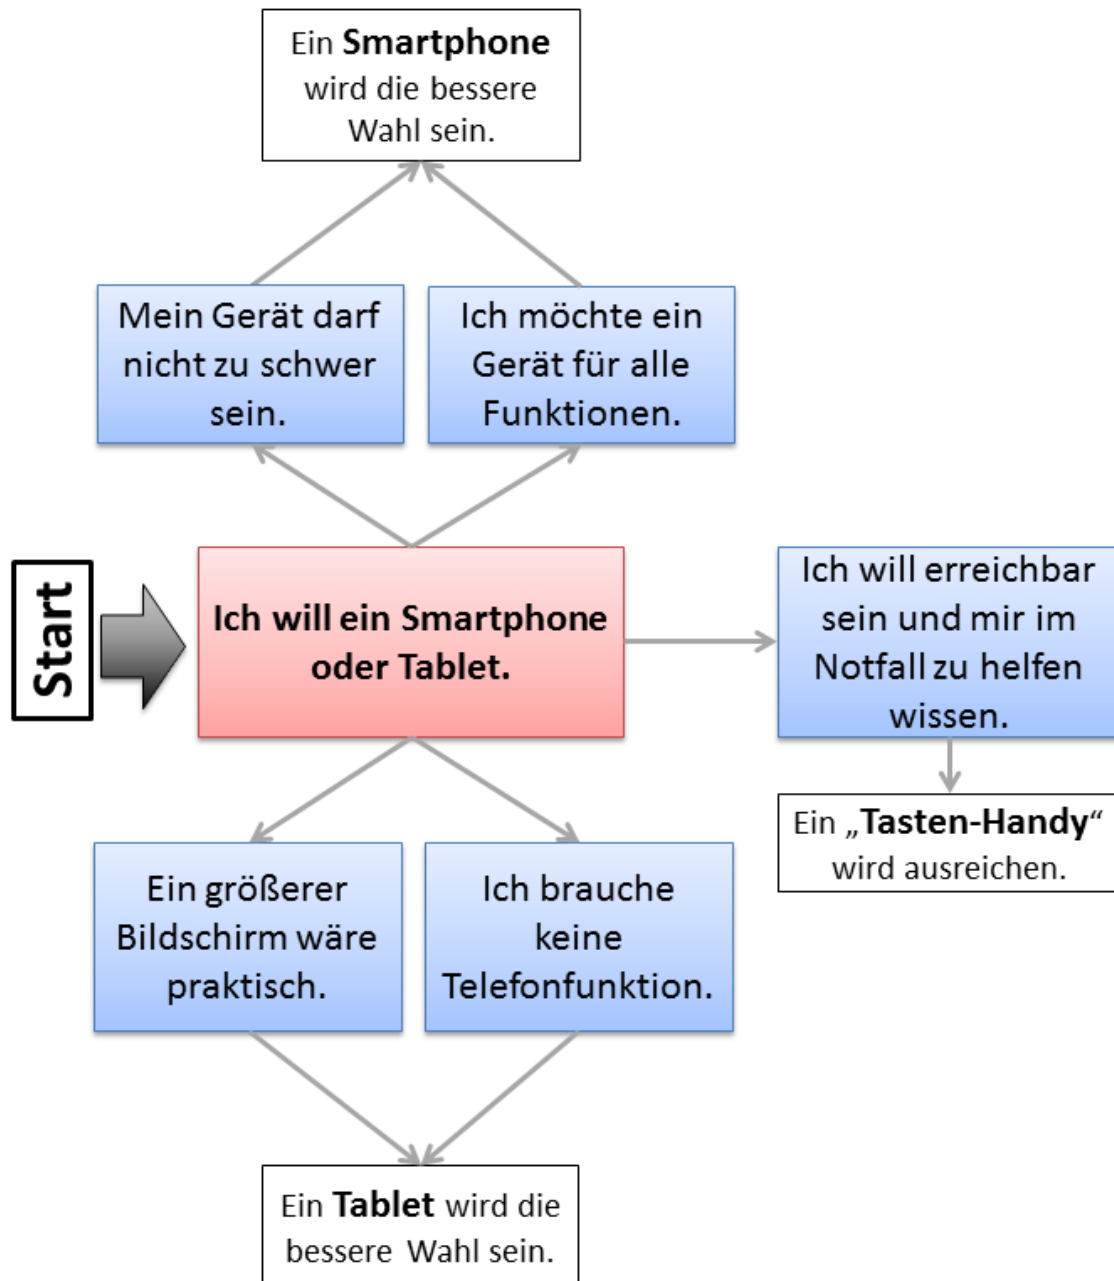 Ein Smartphone
wird die bessere
Wahl sein.
Mein Gerät darf
nicht zu schwer
sein.
Ich möchte ein
Gerät für alle
Funktionen.
Start
Ich will ein Smartphone
oder Tablet.
Ich will erreichbar
sein und mir im
Notfall zu helfen
wissen.
Ein „Tasten-Handy“
wird ausreichen.
Ein größerer
Bildschirm wäre
praktisch.
Ich brauche
keine
Telefonfunktion.
Ein Tablet wird die
bessere Wahl sein.